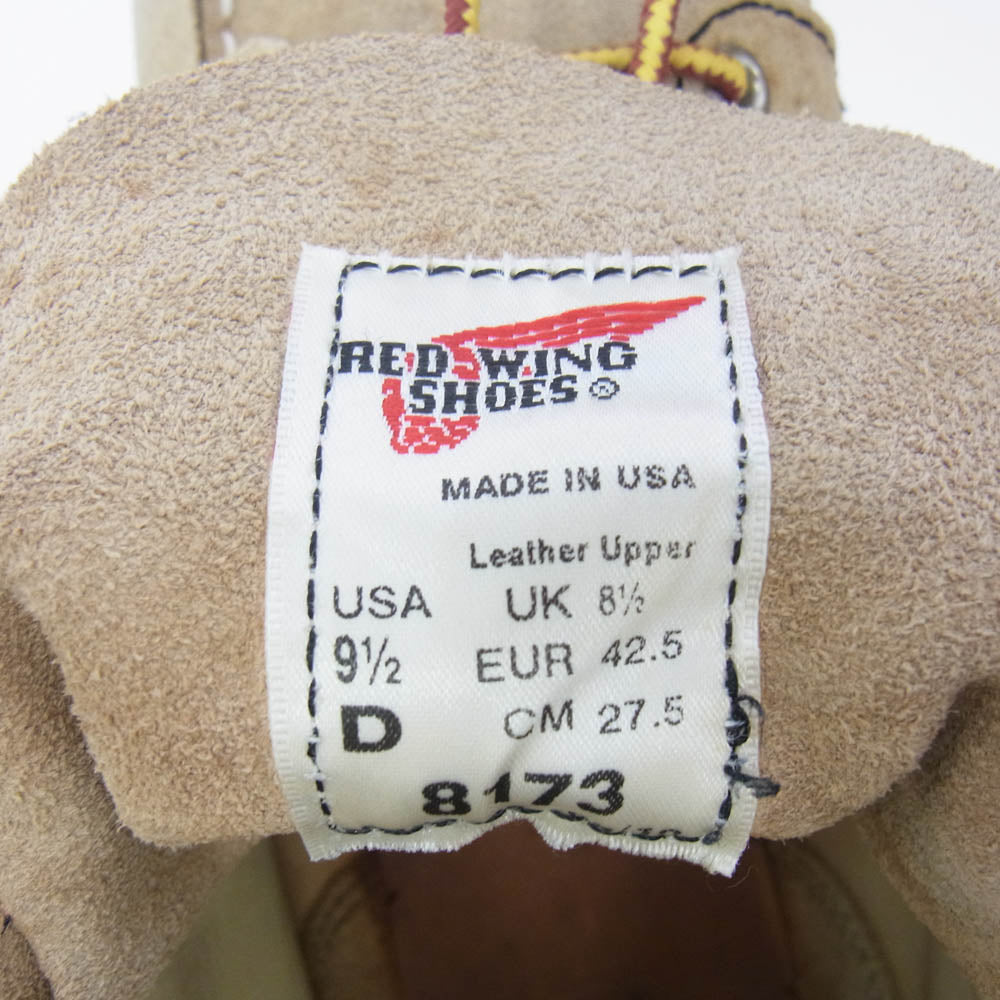 RED WING
SHOES®
MADE IN USA
Leather Upper
USA UK 8½
9½ EUR 42.5
D CM 27.5
8173